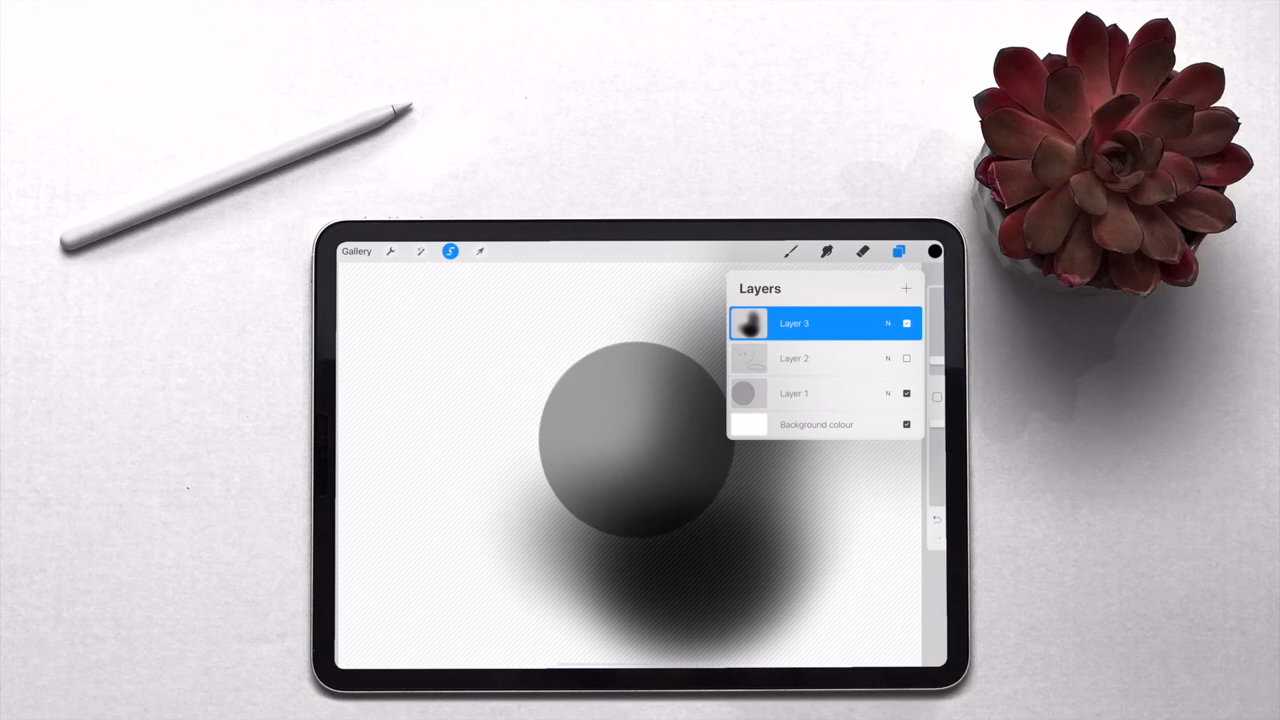 Gallery
Layers
Layer 3 N
Layer 2 N
Layer 1 N
Background colour